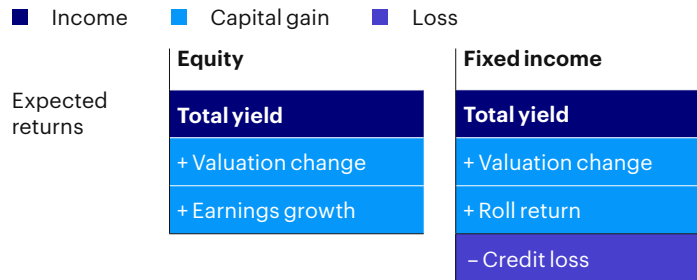 Income Capital gain Loss
Equity Fixed income
Expected
returns
Total yield Total yield
+ Valuation change + Valuation change
+ Earnings growth + Roll return
– Credit loss